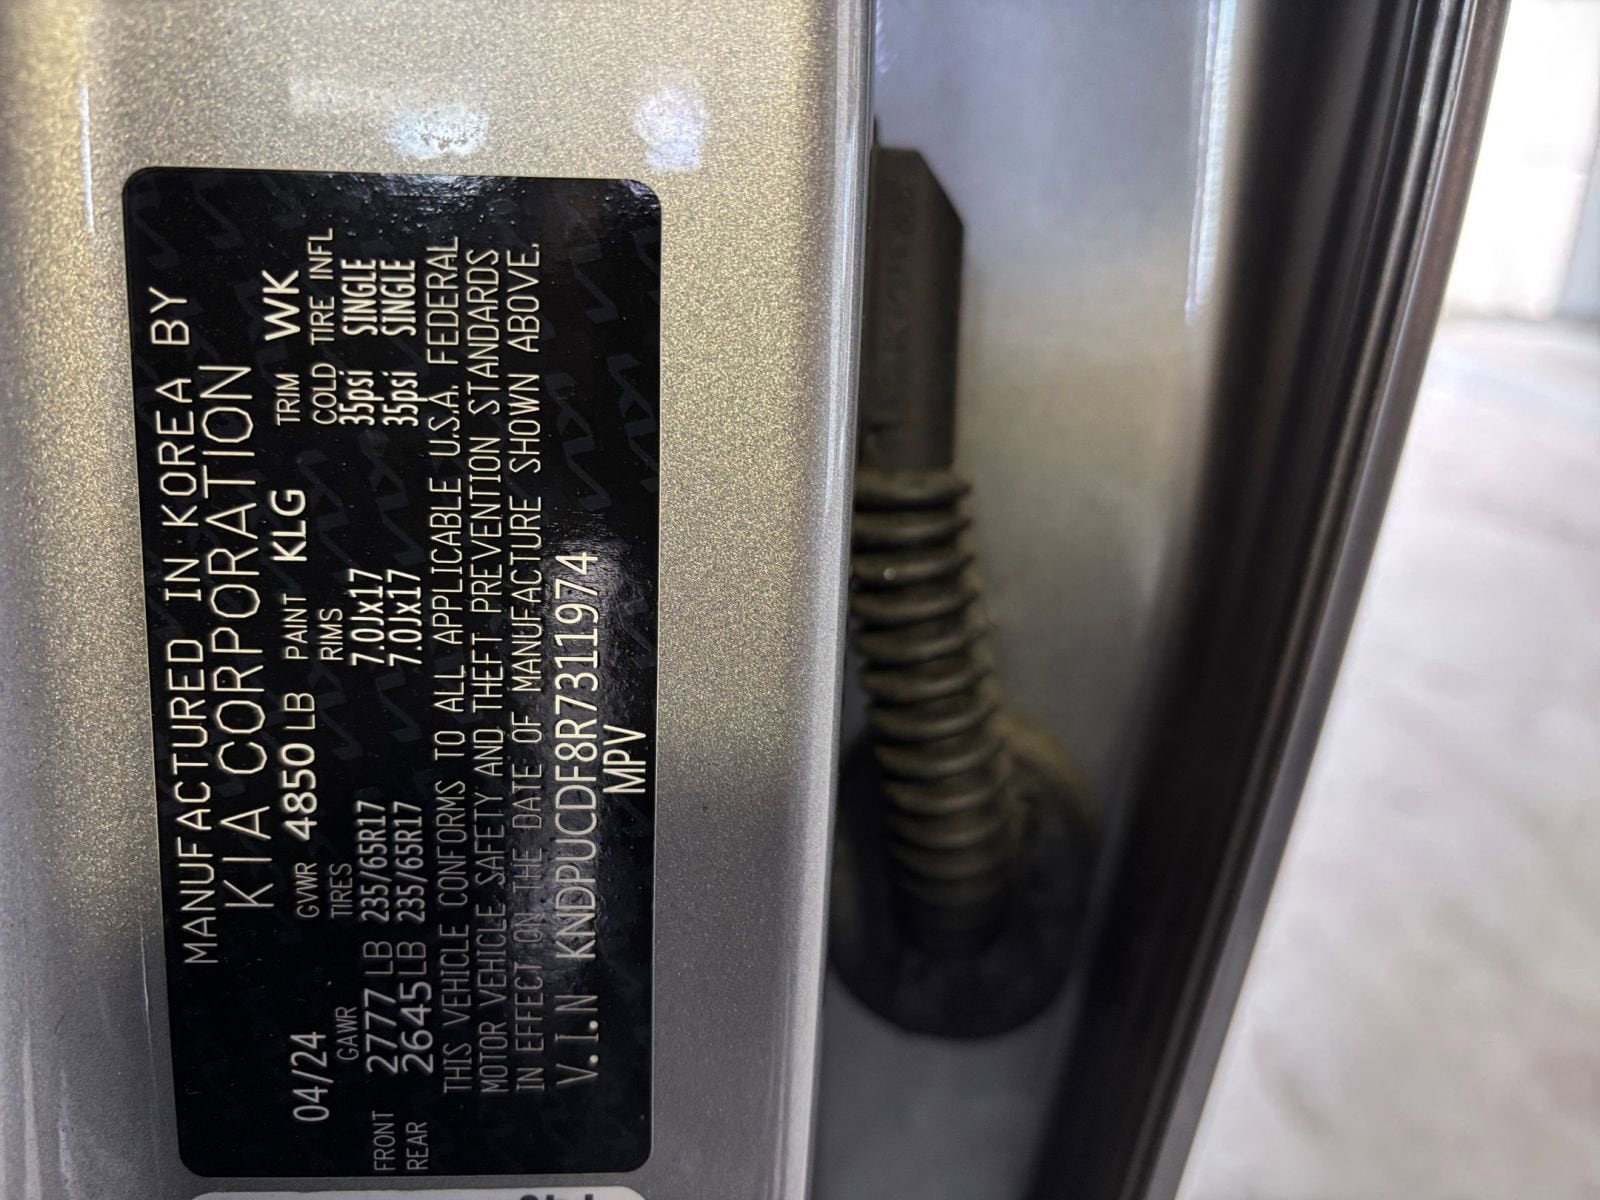 MANUFACTURED IN KOREA BY
KIA CORPORATION
04/24 GVWR 4850 LB PAINT KLG TRIM WK
GAWR TIRES RIMS COLD TIRE INFL
FRONT 2777 LB 235/65R17 7.0Jx17 35psi SINGLE
REAR 2645 LB 235/65R17 7.0Jx17 35psi SINGLE
THIS VEHICLE CONFORMS TO ALL APPLICABLE U.S.A. FEDERAL
MOTOR VEHICLE SAFETY AND THEFT PREVENTION STANDARDS
IN EFFECT ON THE DATE OF MANUFACTURE SHOWN ABOVE.
V.I.N KNDPUCDF8R7311974
MPV